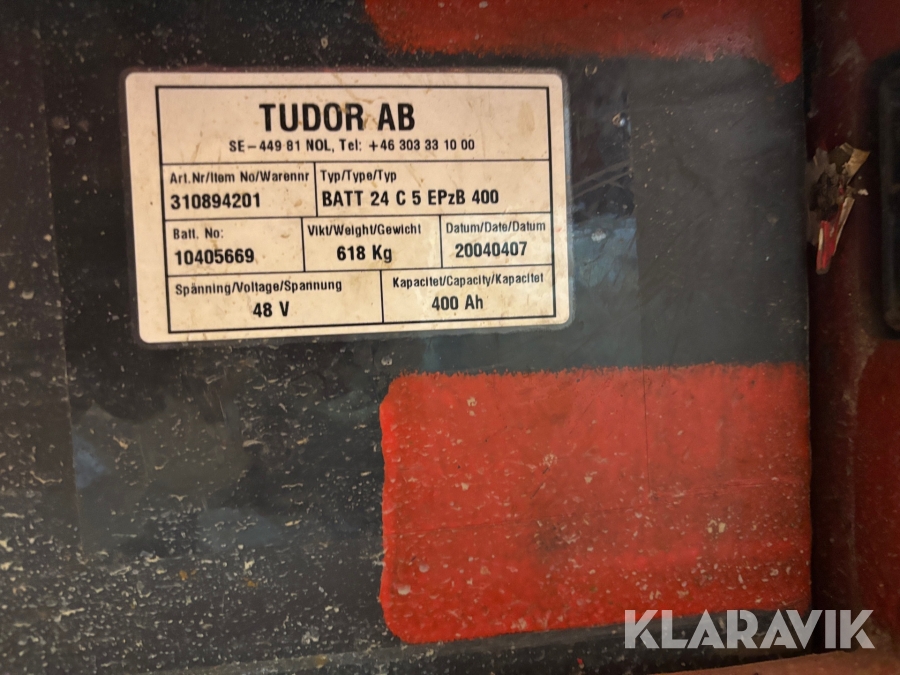 TUDOR AB
SE-449 81 NOL, Tel: +46 303 33 10 00
Art.Nr/Item No/Warennr
310894201
Typ/Type/Typ
BATT 24 C 5 EPzB 400
Batt. No:
10405669
Vikt/Weight/Gewicht
618 Kg
Datum/Date/Datum
20040407
Spänning/Voltage/Spannung
48 V
Kapacitet/Capacity/Kapacitet
400 Ah
KLARAVIK